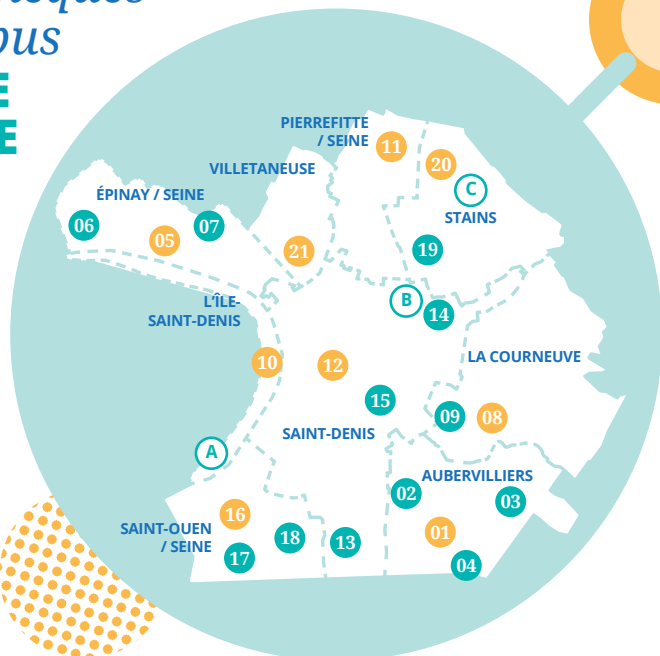 ous
E
E
PIERREFITTE
/ SEINE
11
20
VILLETANEUSE
C
ÉPINAY / SEINE
STAINS
06
05
07
21
19
L'ÎLE-
SAINT-DENIS
B
14
10
12
LA COURNEUVE
15
09
08
SAINT-DENIS
A
AUBERVILLIERS
02
03
16
SAINT-OUEN
/ SEINE
17
18
13
01
04